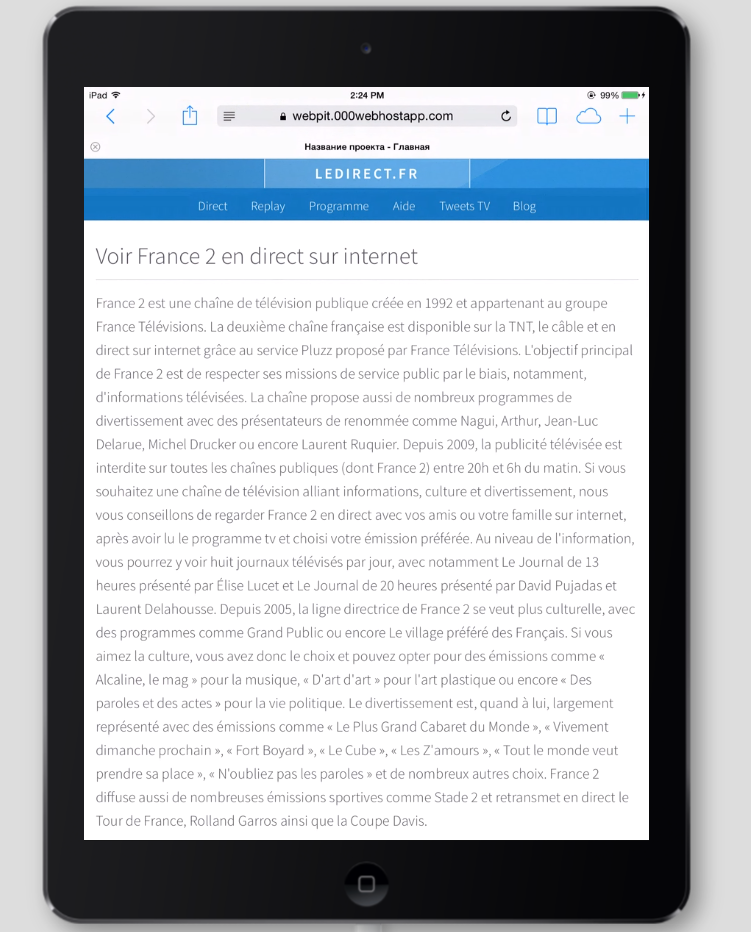 iPad
2:24 PM
99%
webpit.000webhostapp.com
Название проекта - Главная
LEDIRECT.FR
Direct Replay Programme Aide Tweets TV Blog
Voir France 2 en direct sur internet
France 2 est une chaîne de télévision publique créée en 1992 et appartenant au groupe
France Télévisions. La deuxième chaîne française est disponible sur la TNT, le câble et en
direct sur internet grâce au service Pluzz proposé par France Télévisions. L'objectif principal
de France 2 est de respecter ses missions de service public par le biais, notamment,
d'informations télévisées. La chaîne propose aussi de nombreux programmes de
divertissement avec des présentateurs de renommée comme Nagui, Arthur, Jean-Luc
Delarue, Michel Drucker ou encore Laurent Ruquier. Depuis 2009, la publicité télévisée est
interdite sur toutes les chaînes publiques (dont France 2) entre 20h et 6h du matin. Si vous
souhaitez une chaîne de télévision alliant informations, culture et divertissement, nous
vous conseillons de regarder France 2 en direct avec vos amis ou votre famille sur internet,
après avoir lu le programme tv et choisi votre émission préférée. Au niveau de l'information,
vous pourrez y voir huit journaux télévisés par jour, avec notamment Le Journal de 13
heures présenté par Élise Lucet et Le Journal de 20 heures présenté par David Pujadas et
Laurent Delahousse. Depuis 2005, la ligne directrice de France 2 se veut plus culturelle, avec
des programmes comme Grand Public ou encore Le village préféré des Français. Si vous
aimez la culture, vous avez donc le choix et pouvez opter pour des émissions comme «
Alcaline, le mag » pour la musique, « D'art d'art » pour l'art plastique ou encore « Des
paroles et des actes » pour la vie politique. Le divertissement est, quand à lui, largement
représenté avec des émissions comme « Le Plus Grand Cabaret du Monde », « Vivement
dimanche prochain », « Fort Boyard », « Le Cube », « Les Z'amours », « Tout le monde veut
prendre sa place », « N'oubliez pas les paroles » et de nombreux autres choix. France 2
diffuse aussi de nombreuses émissions sportives comme Stade 2 et retransmet en direct le
Tour de France, Rolland Garros ainsi que la Coupe Davis.